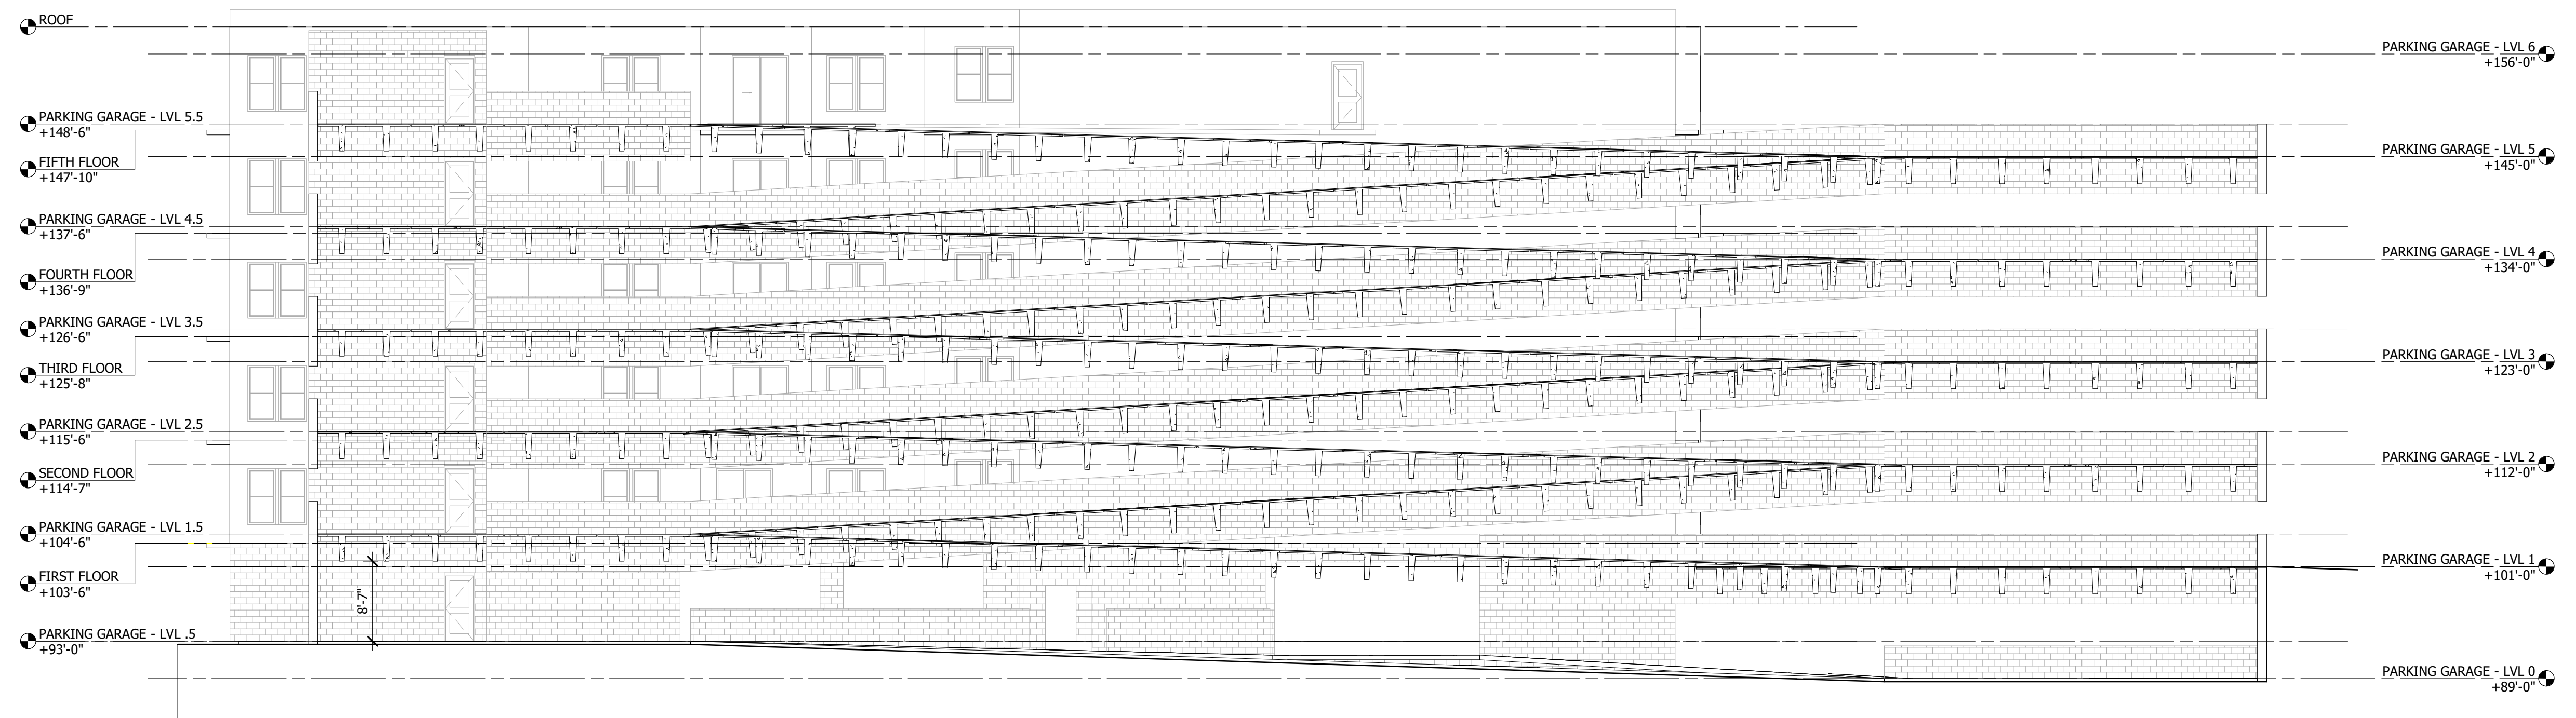 ROOF
PARKING GARAGE - LVL 6
+156'-0"
PARKING GARAGE - LVL 5.5
+148'-6"
FIFTH FLOOR
+147'-10"
PARKING GARAGE - LVL 5
+145'-0"
PARKING GARAGE - LVL 4.5
+137'-6"
FOURTH FLOOR
+136'-9"
PARKING GARAGE - LVL 4
+134'-0"
PARKING GARAGE - LVL 3.5
+126'-6"
THIRD FLOOR
+125'-8"
PARKING GARAGE - LVL 3
+123'-0"
PARKING GARAGE - LVL 2.5
+115'-6"
SECOND FLOOR
+114'-7"
PARKING GARAGE - LVL 2
+112'-0"
PARKING GARAGE - LVL 1.5
+104'-6"
FIRST FLOOR
+103'-6"
PARKING GARAGE - LVL 1
+101'-0"
8'-7"
PARKING GARAGE - LVL .5
+93'-0"
PARKING GARAGE - LVL 0
+89'-0"